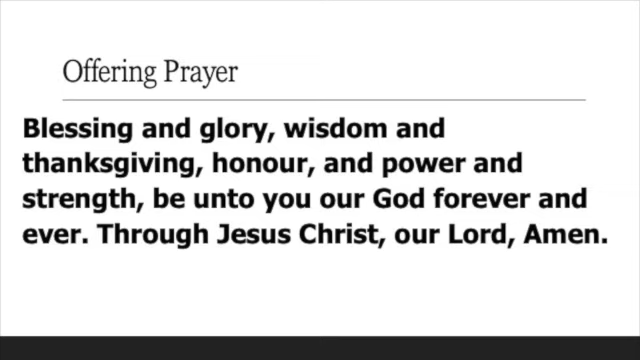 Offering Prayer
Blessing and glory, wisdom and
thanksgiving, honour, and power and
strength, be unto you our God forever and
ever. Through Jesus Christ, our Lord, Amen.